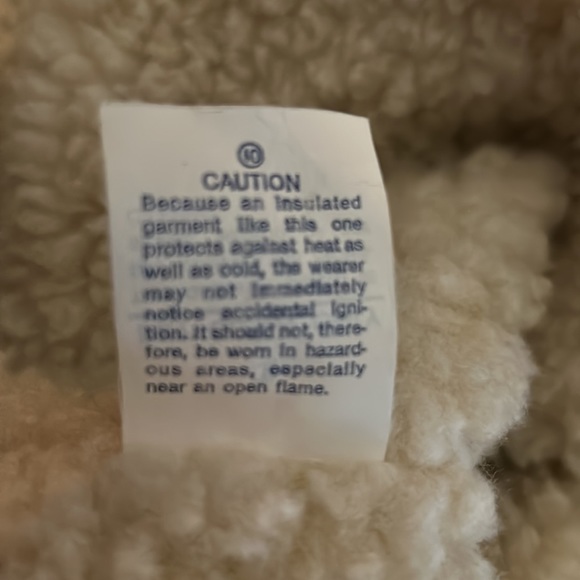 10
CAUTION
Because an insulated
garment like this one
protects against heat as
well as cold, the wearer
may not immediately
notice accidental igni-
tion. It should not, there-
fore, be worn in hazard-
ous areas, especially
near an open flame.